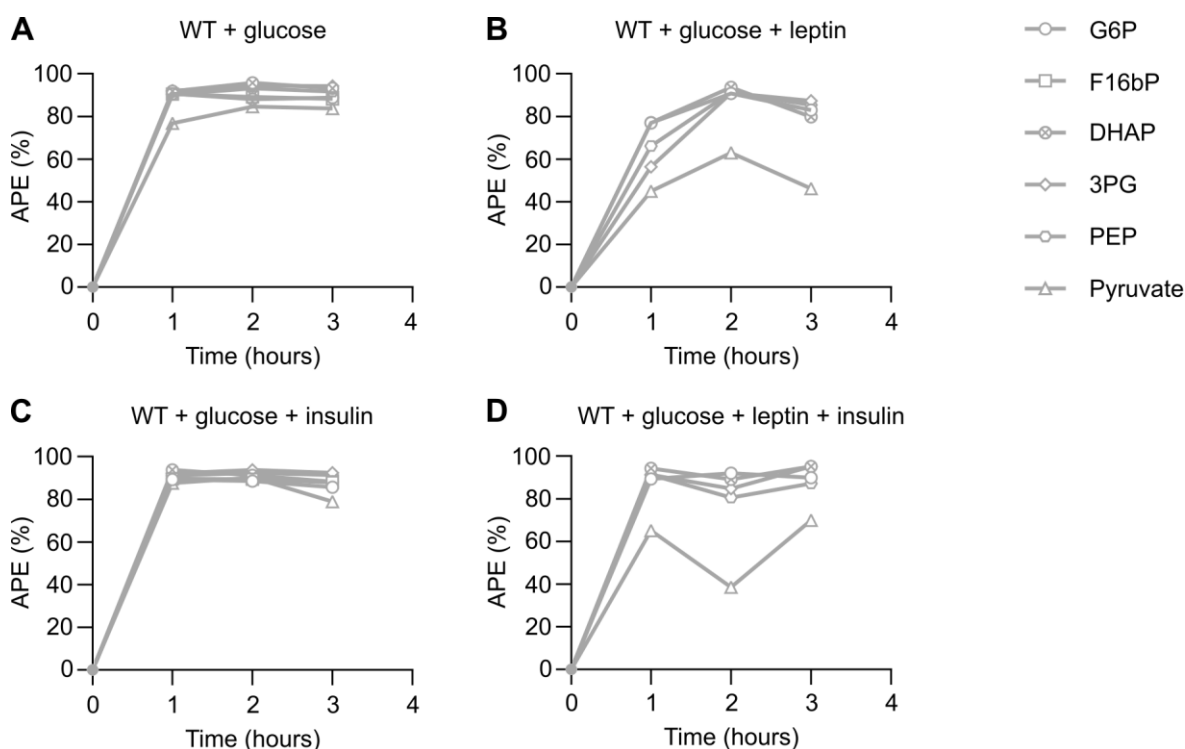 A
WT + glucose
APE (%)
100
80
60
40
20
0
0 1 2 3 4
Time (hours)
B
WT + glucose + leptin
APE (%)
100
80
60
40
20
0
0 1 2 3 4
Time (hours)
G6P
F16bP
DHAP
3PG
PEP
Pyruvate
C
WT + glucose + insulin
APE (%)
100
80
60
40
20
0
0 1 2 3 4
Time (hours)
D
WT + glucose + leptin + insulin
APE (%)
100
80
60
40
20
0
0 1 2 3 4
Time (hours)